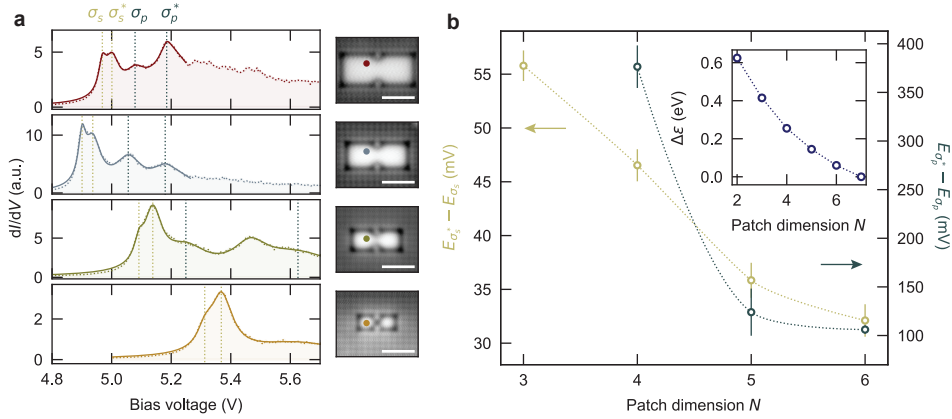 a
σs σs* σp σp*
5
0
10
0
5
0
2
0
dI/dV (a.u.)
4.8 5.0 5.2 5.4 5.6
Bias voltage (V)
b
55
50
45
40
35
30
Eσs* − Eσs (mV)
3 4 5 6
Patch dimension N
400
350
300
250
200
150
100
Eσp* − Eσp
(mV)
0.6
0.4
0.2
0.0
Δε (eV)
2 4 6
Patch dimension N